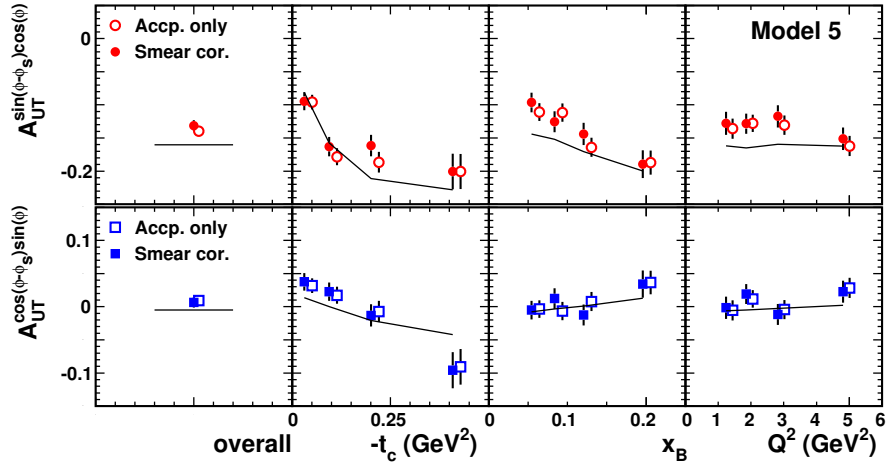 Accp. only
Smear cor.
Model 5
A_UT^sin(ϕ-ϕ_s)cos(ϕ)
0
-0.2
Accp. only
Smear cor.
A_UT^cos(ϕ-ϕ_s)sin(ϕ)
0.1
0
-0.1
0 0.25 0 0.1 0.2 0 1 2 3 4 5 6
overall -t_c (GeV^2) x_B Q^2 (GeV^2)